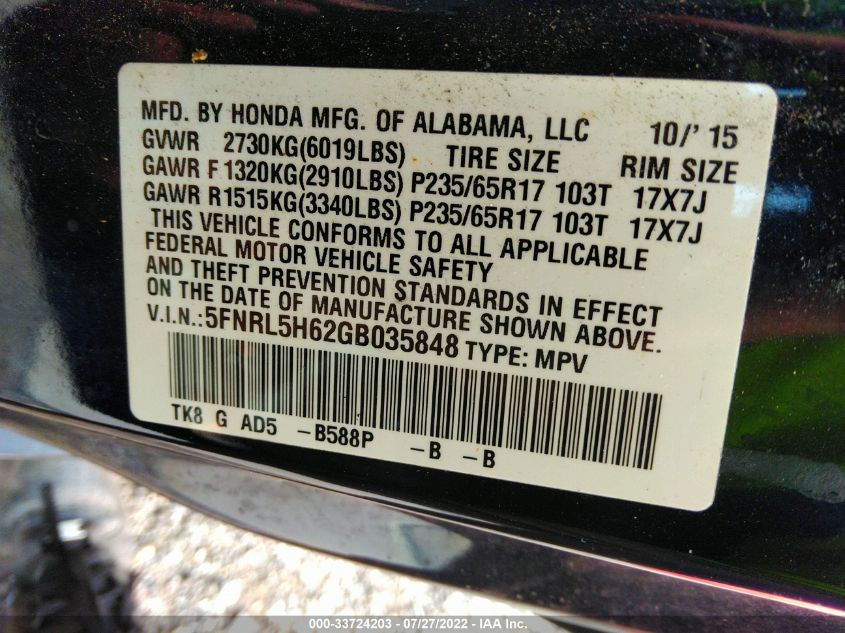 MFD. BY HONDA MFG. OF ALABAMA, LLC 10/'15
GVWR 2730KG(6019LBS) TIRE SIZE RIM SIZE
GAWR F 1320KG(2910LBS) P235/65R17 103T 17X7J
GAWR R1515KG(3340LBS) P235/65R17 103T 17X7J
THIS VEHICLE CONFORMS TO ALL APPLICABLE
FEDERAL MOTOR VEHICLE SAFETY
AND THEFT PREVENTION STANDARDS IN EFFECT
ON THE DATE OF MANUFACTURE SHOWN ABOVE.
V.I.N.:5FNRL5H62GB035848 TYPE: MPV
TK8 G AD5 -B588P -B -B
000-33724203 - 07/27/2022 - IAA Inc.